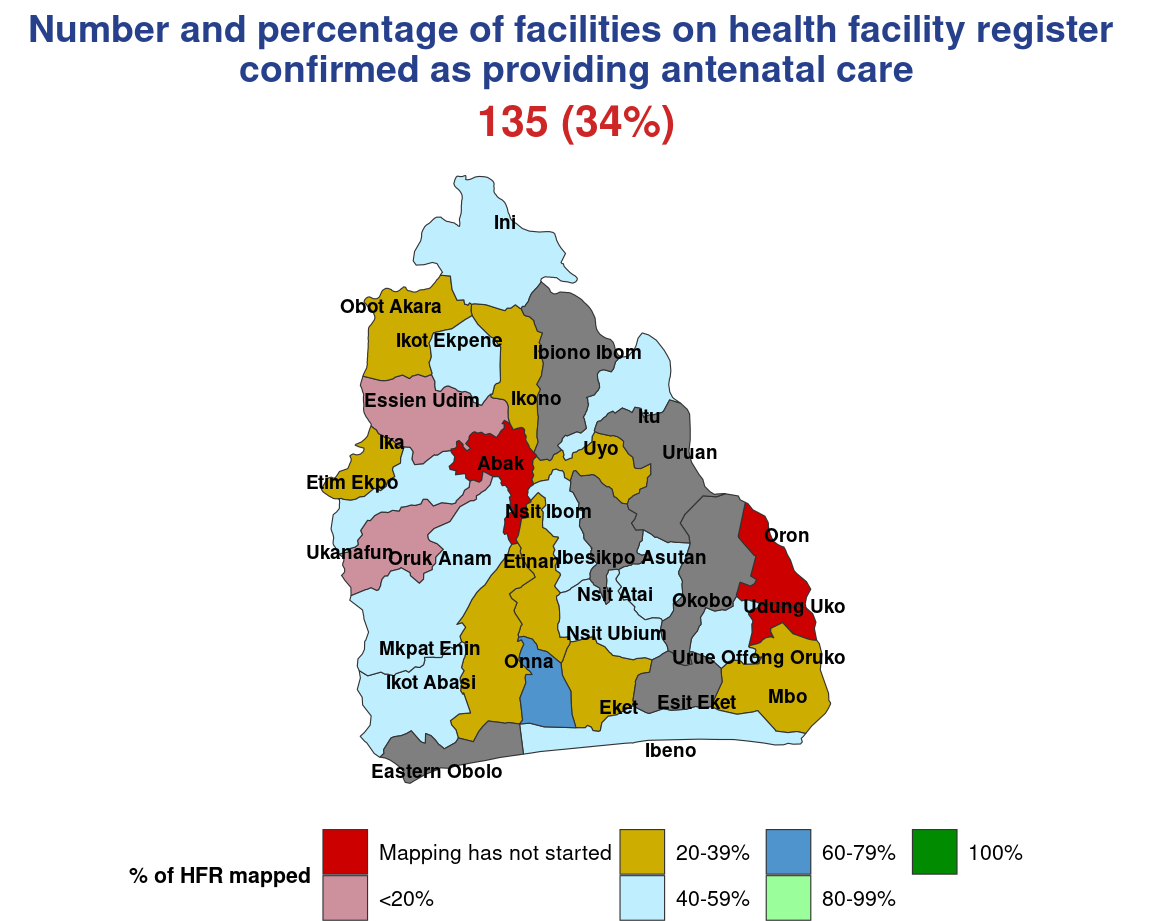 Number and percentage of facilities on health facility register
confirmed as providing antenatal care
135 (34%)
Ini
Obot Akara
Ikot Ekpene
Ibiono Ibom
Essien Udim
Ikono
Itu
Ika
Uyo
Uruan
Abak
Etim Ekpo
Nsit Ibom
Oron
Ukanafun
Oruk Anam
Etinan
Ibesikpo Asutan
Nsit Atai
Okobo
Udung Uko
Nsit Ubium
Mkpat Enin
Onna
Urue Offong Oruko
Ikot Abasi
Mbo
Eket
Esit Eket
Ibeno
Eastern Obolo
% of HFR mapped
Mapping has not started
<20%
20-39%
40-59%
60-79%
80-99%
100%